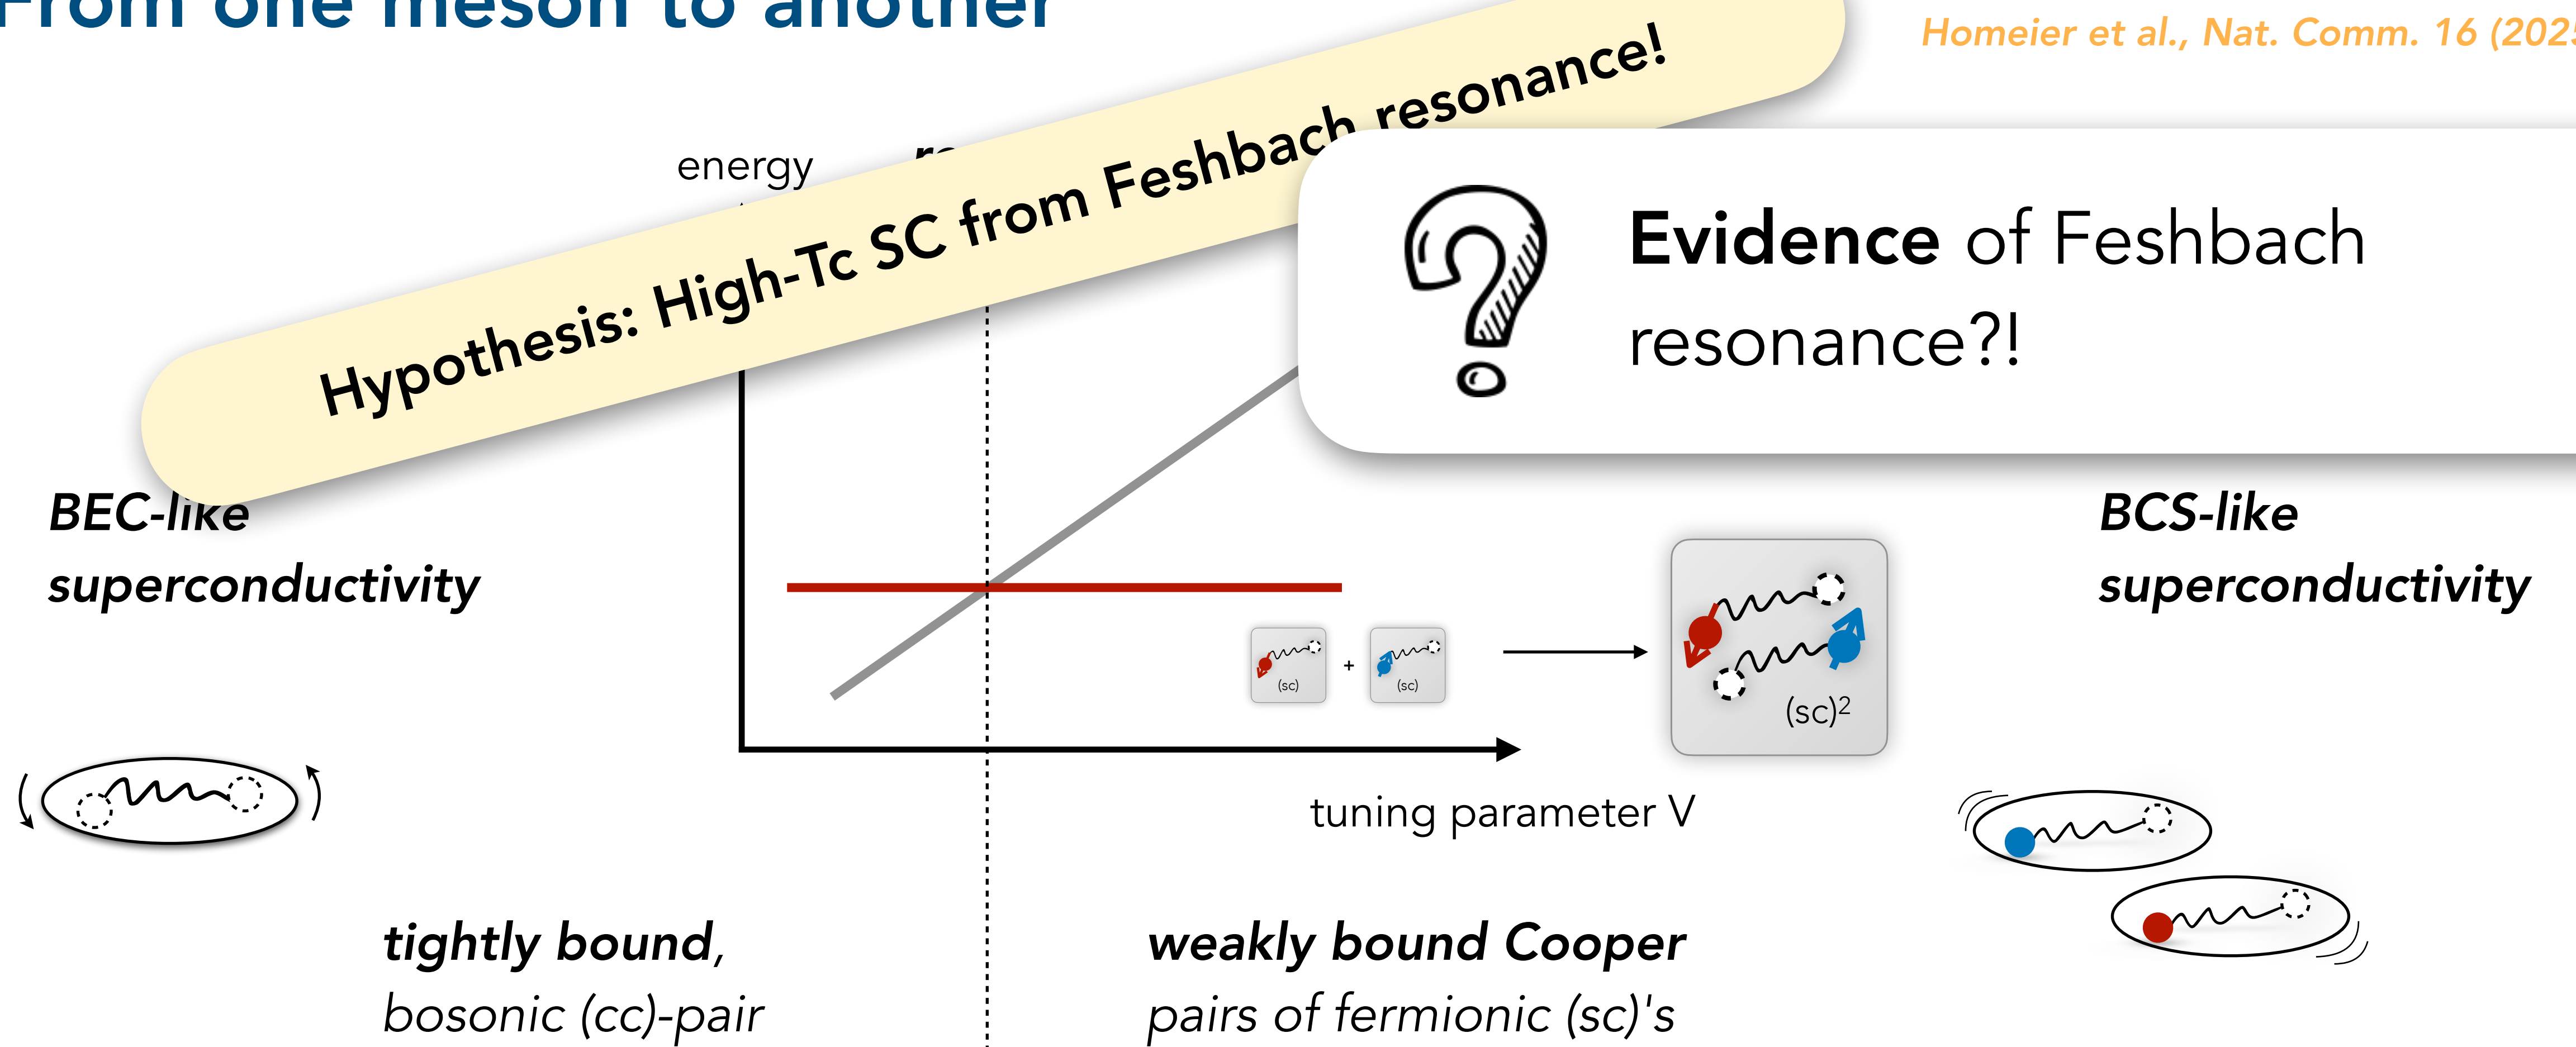 From one meson to another
Homeier et al., Nat. Comm. 16 (2025
Hypothesis: High-Tc SC from Feshbach resonance!
energy
Evidence of Feshbach
resonance?!
BEC-like
superconductivity
BCS-like
superconductivity
(sc)
+
(sc)
(sc)²
tuning parameter V
tightly bound,
bosonic (cc)-pair
weakly bound Cooper
pairs of fermionic (sc)'s